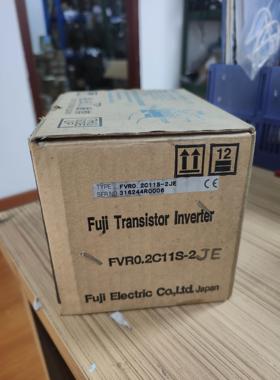 12
TYPE FVR0.2C11S-2JE
SER.NO. 316244R0006 CE
Fuji Transistor Inverter
FVR0.2C11S-2JE
Fuji Electric Co.,Ltd. Japan